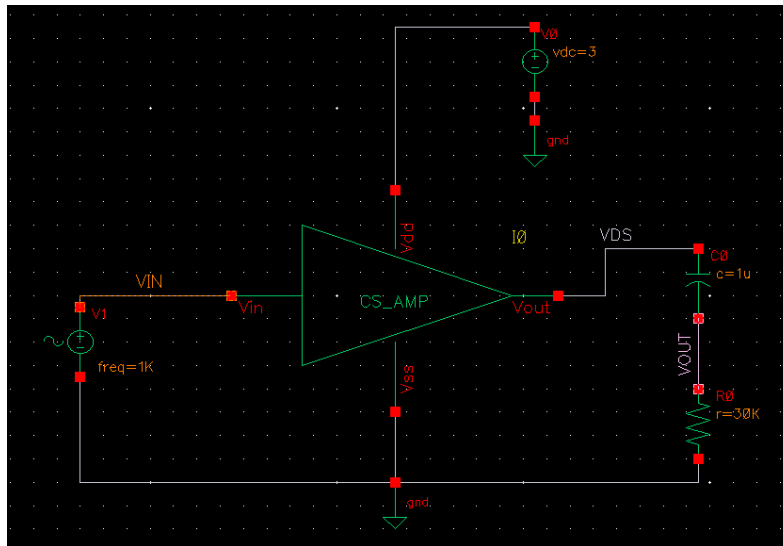 V0
vdc=3
gnd
Vdd
I0
VDS
C0
c=1u
VIN
Vin
CS_AMP
Vout
V1
freq=1K
Vss
VOUT
R0
r=30K
gnd